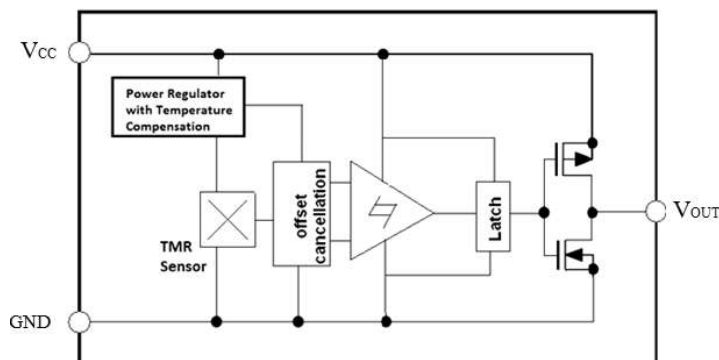 VCC
Power Regulator
with Temperature
Compensation
TMR
Sensor
offset
cancellation
Latch
VOUT
GND